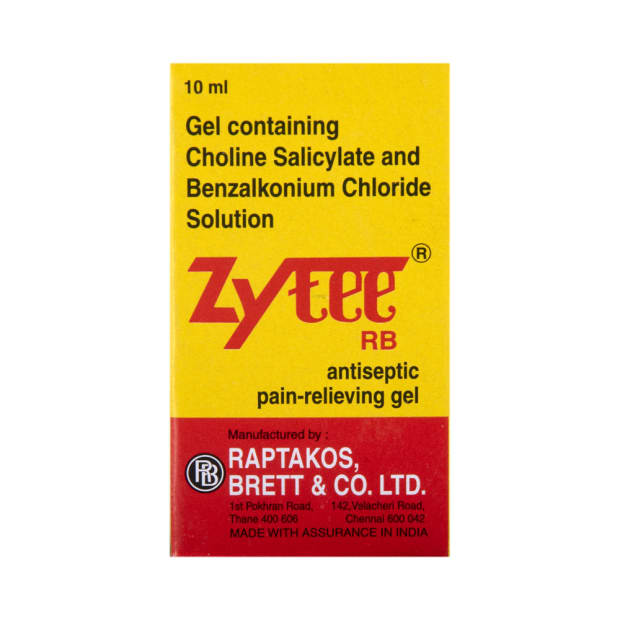 10 ml
Gel containing
Choline Salicylate and
Benzalkonium Chloride
Solution
Zytee®
RB
antiseptic
pain-relieving gel
Manufactured by :
RB RAPTAKOS,
BRETT & CO. LTD.
1st Pokhran Road, 142,Velacheri Road,
Thane 400 606 Chennai 600 042.
MADE WITH ASSURANCE IN INDIA